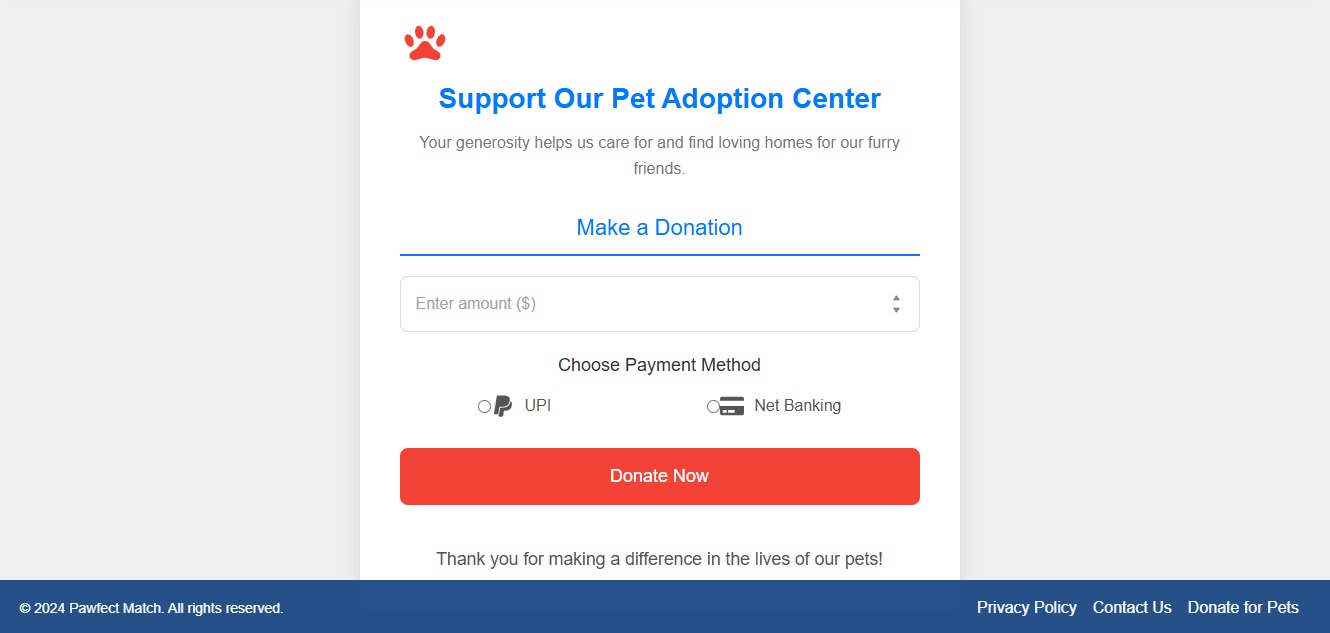 Support Our Pet Adoption Center
Your generosity helps us care for and find loving homes for our furry
friends.
Make a Donation
Enter amount ($)
Choose Payment Method
UPI Net Banking
Donate Now
Thank you for making a difference in the lives of our pets!
© 2024 Pawfect Match. All rights reserved. Privacy Policy Contact Us Donate for Pets